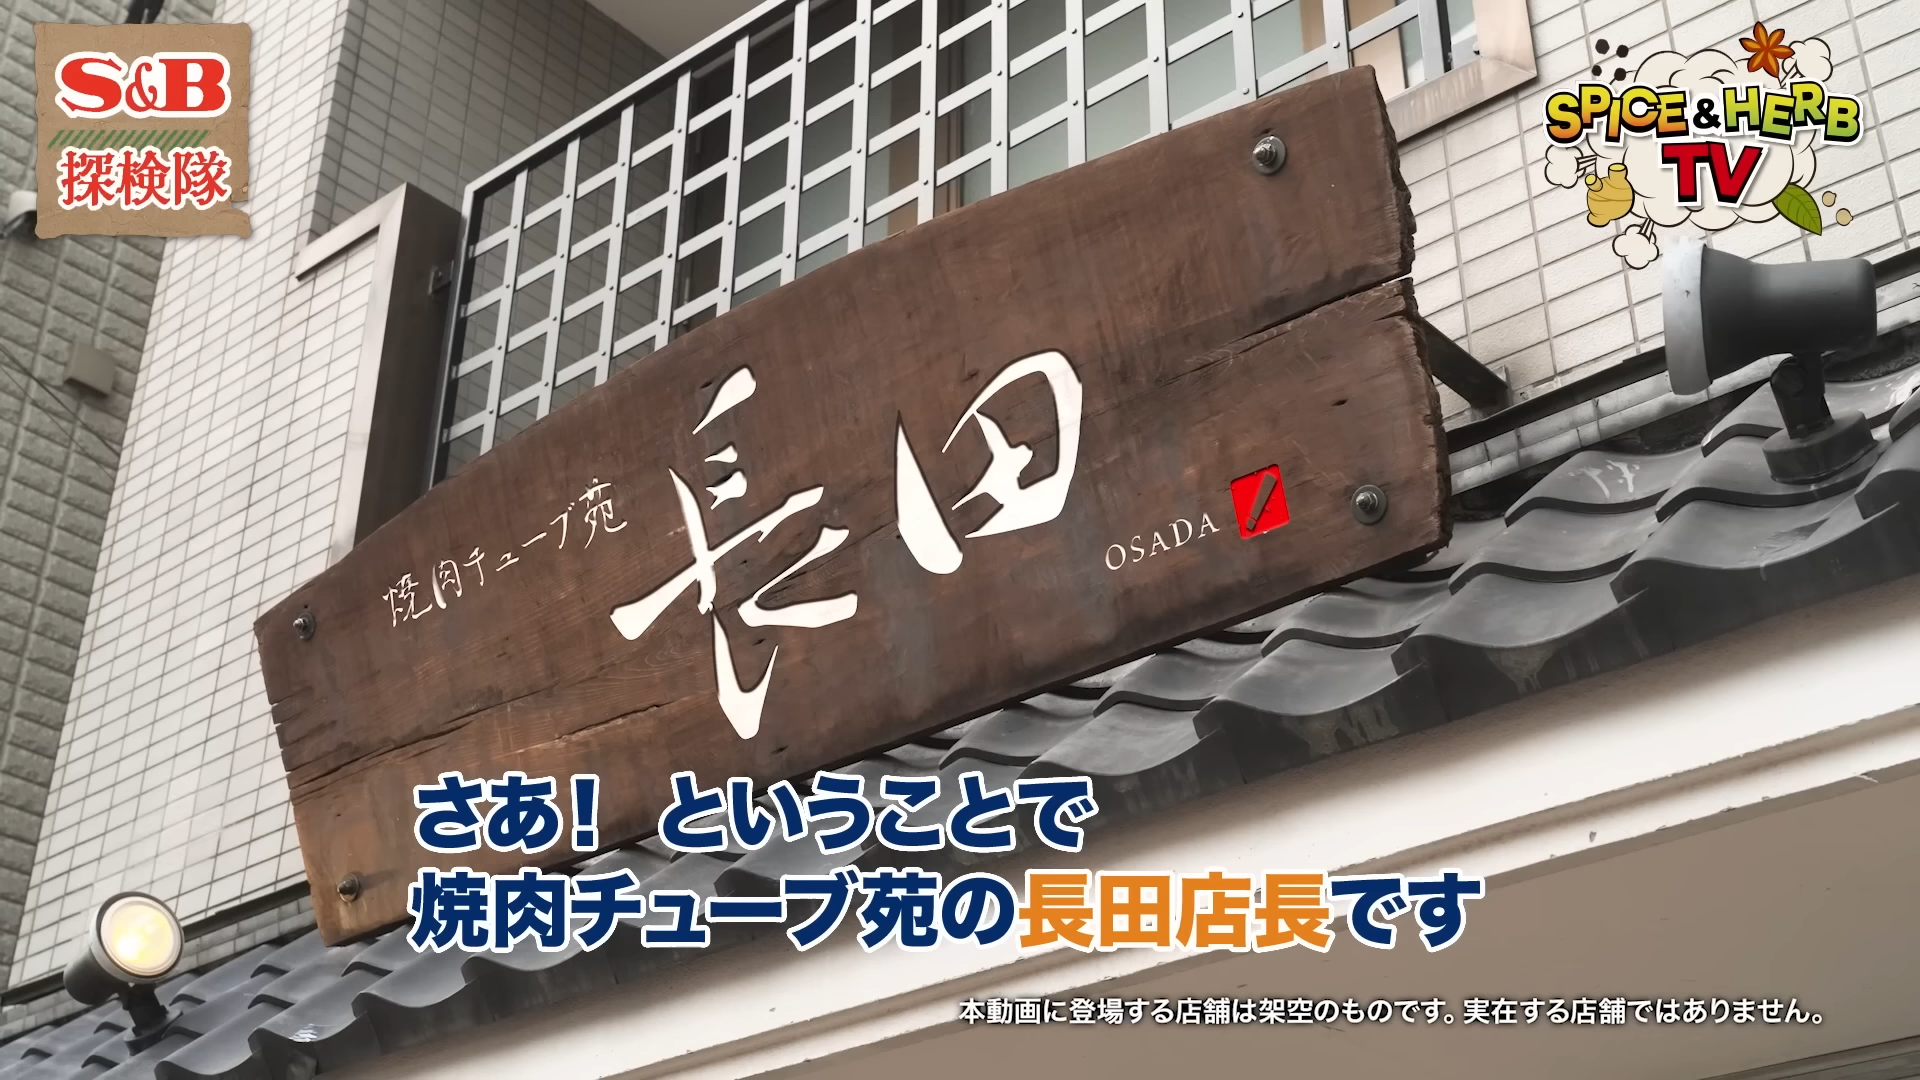 S&B
探検隊
SPICE & HERB
TV
焼肉チューブ苑
長田
OSADA
さあ！ ということで
焼肉チューブ苑の長田店長です
本動画に登場する店舗は架空のものです。実在する店舗ではありません。